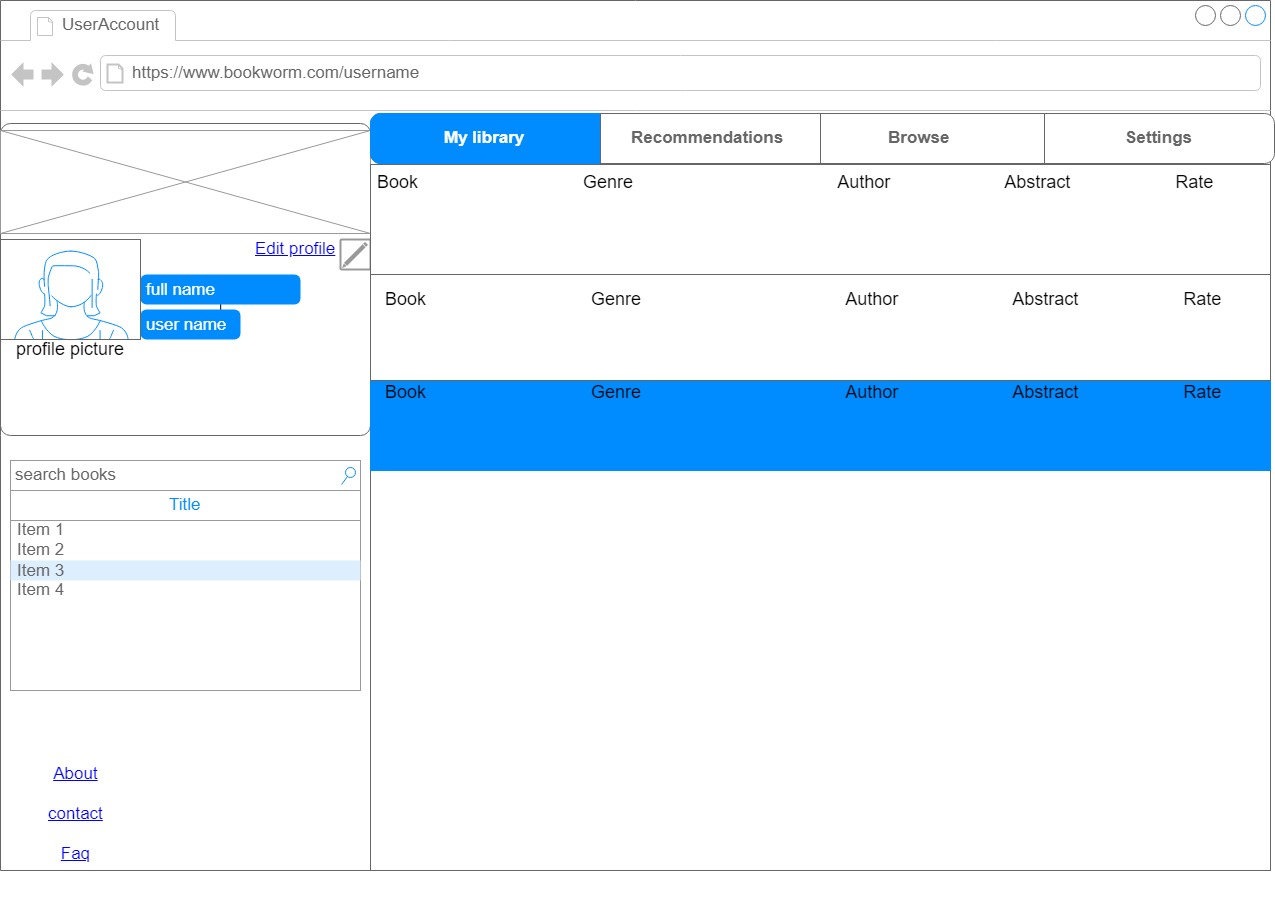 UserAccount
https://www.bookworm.com/username
My library Recommendations Browse Settings
Edit profile
full name
user name
profile picture
search books
Title
Item 1
Item 2
Item 3
Item 4
About
contact
Faq
Book Genre Author Abstract Rate
Book Genre Author Abstract Rate
Book Genre Author Abstract Rate